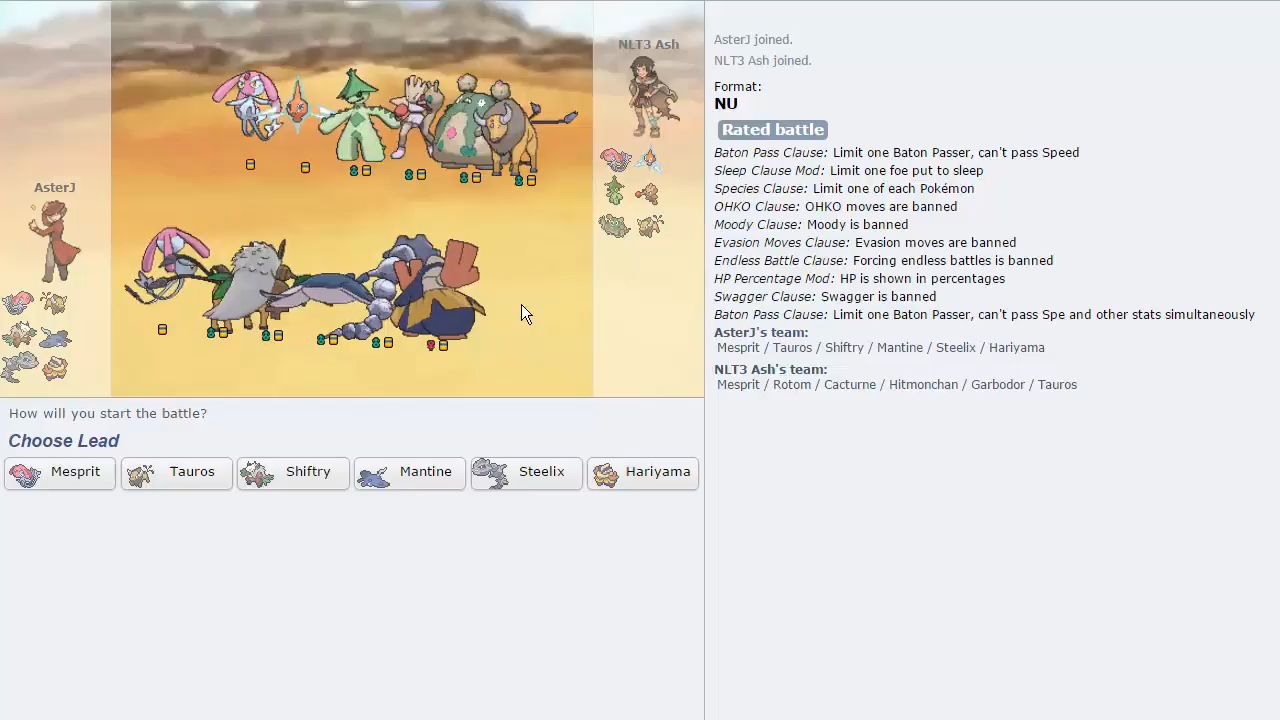 NLT3 Ash
AsterJ
How will you start the battle?
Choose Lead
Mesprit
Tauros
Shiftry
Mantine
Steelix
Hariyama
AsterJ joined.
NLT3 Ash joined.
Format:
NU
Rated battle
Baton Pass Clause: Limit one Baton Passer, can't pass Speed
Sleep Clause Mod: Limit one foe put to sleep
Species Clause: Limit one of each Pokémon
OHKO Clause: OHKO moves are banned
Moody Clause: Moody is banned
Evasion Moves Clause: Evasion moves are banned
Endless Battle Clause: Forcing endless battles is banned
HP Percentage Mod: HP is shown in percentages
Swagger Clause: Swagger is banned
Baton Pass Clause: Limit one Baton Passer, can't pass Spe and other stats simultaneously
AsterJ's team:
Mesprit / Tauros / Shiftry / Mantine / Steelix / Hariyama
NLT3 Ash's team:
Mesprit / Rotom / Cacturne / Hitmonchan / Garbodor / Tauros